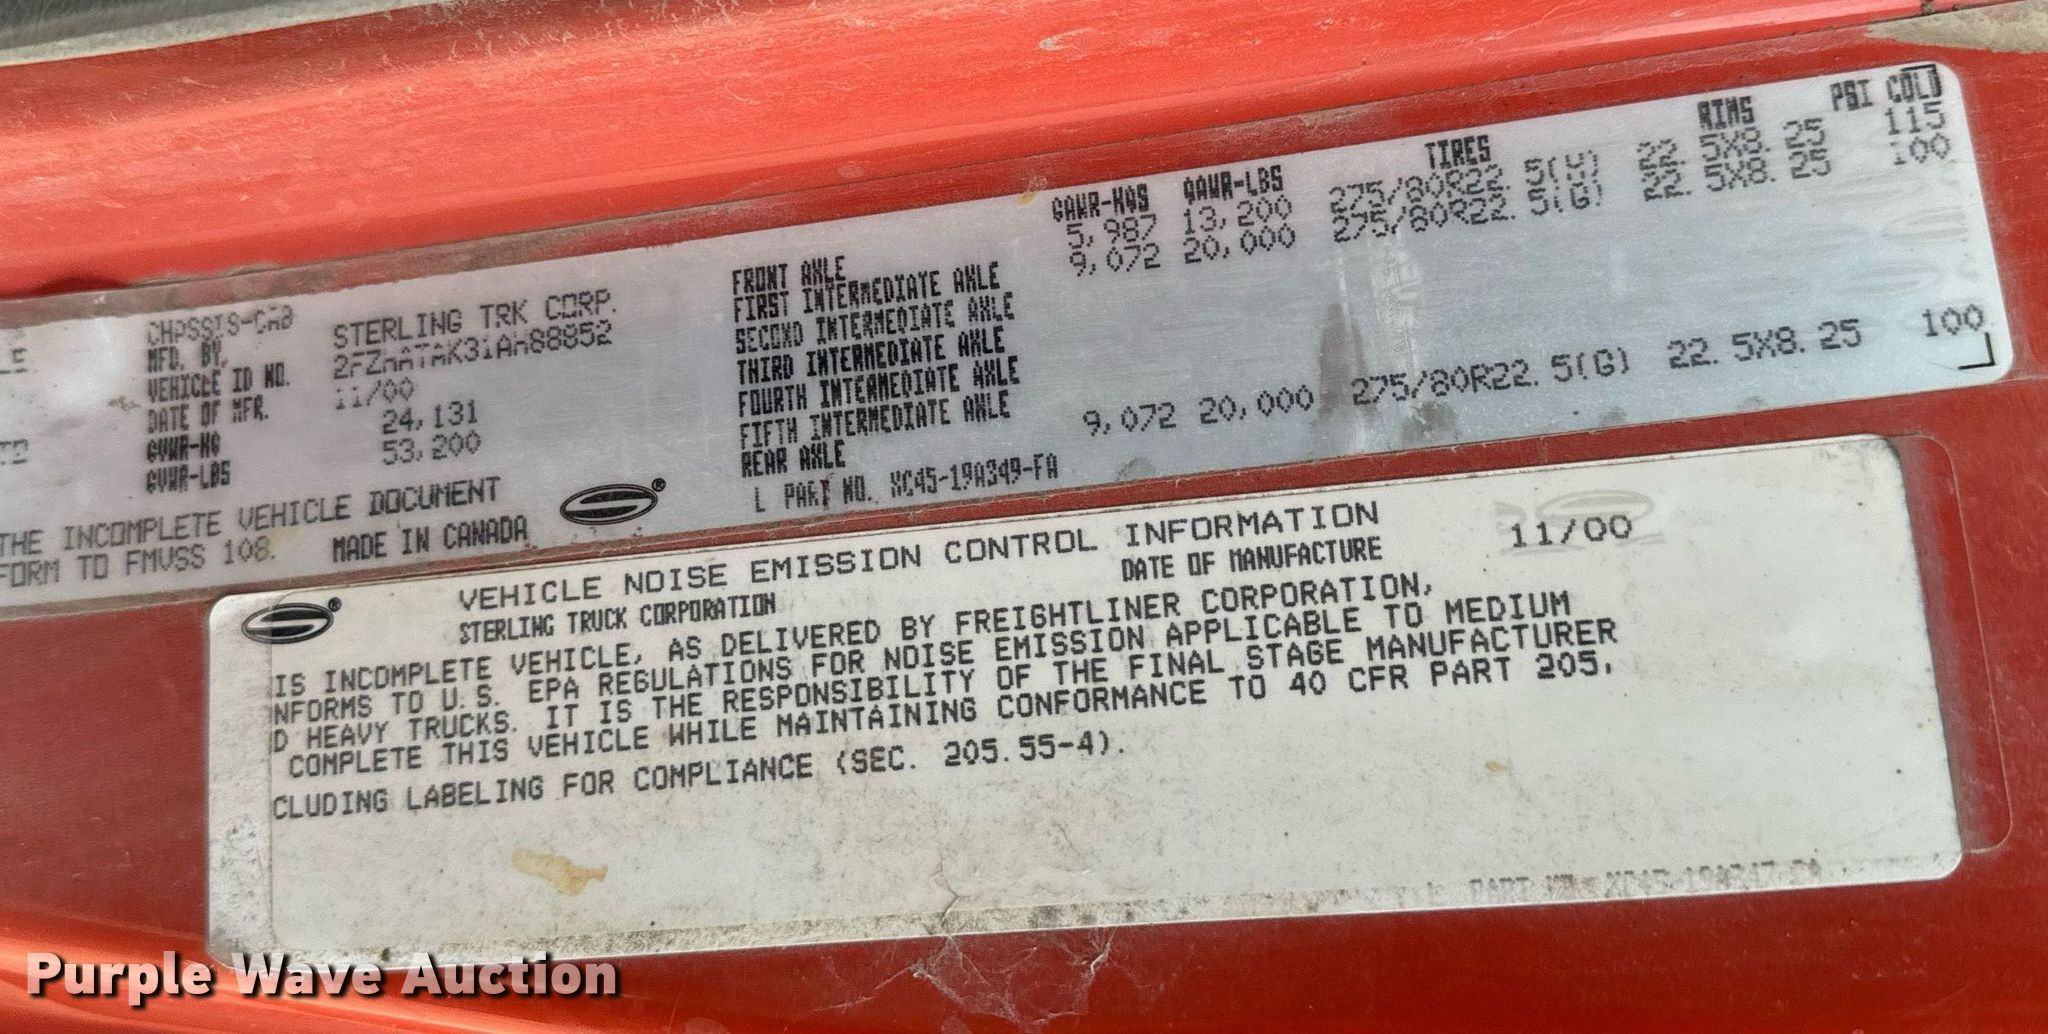 CHASSIS-CAB
MFD. BY. STERLING TRK CORP.
VEHICLE ID NO.
DATE OF MFR. 11/00
GVWR-KG 24,131
GVWR-LBS 53,200
THE INCOMPLETE VEHICLE DOCUMENT
FORM TO FMVSS 108. MADE IN CANADA
GAWR-KGS GAWR-LBS TIRES RIMS PSI COLD
FRONT AXLE 5,987 13,200 275/80R22.5(H) 22.5X8.25 115
FIRST INTERMEDIATE AXLE 9,072 20,000 275/80R22.5(G) 22.5X8.25 100
SECOND INTERMEDIATE AXLE
THIRD INTERMEDIATE AXLE
FOURTH INTERMEDIATE AXLE
FIFTH INTERMEDIATE AXLE
REAR AXLE 9,072 20,000 275/80R22.5(G) 22.5X8.25 100
L PART NO. XC45-19A349-FA
VEHICLE NOISE EMISSION CONTROL INFORMATION
STERLING TRUCK CORPORATION DATE OF MANUFACTURE 11/00
IS INCOMPLETE VEHICLE, AS DELIVERED BY FREIGHTLINER CORPORATION,
NFORMS TO U.S. EPA REGULATIONS FOR NOISE EMISSION APPLICABLE TO MEDIUM
D HEAVY TRUCKS. IT IS THE RESPONSIBILITY OF THE FINAL STAGE MANUFACTURER
COMPLETE THIS VEHICLE WHILE MAINTAINING CONFORMANCE TO 40 CFR PART 205,
CLUDING LABELING FOR COMPLIANCE (SEC. 205.55-4).
PART NO.
Purple Wave Auction